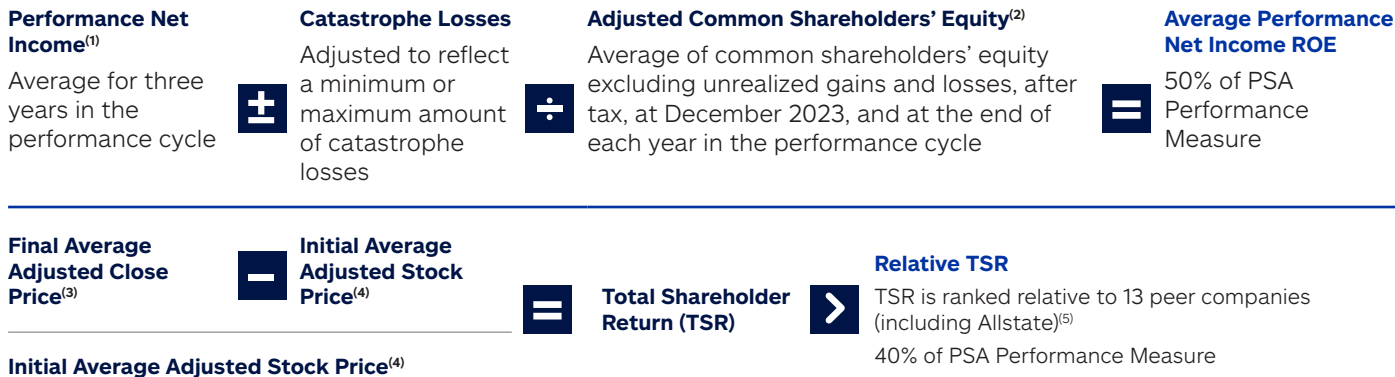 Performance Net
Income(1)
Average for three
years in the
performance cycle
±
Catastrophe Losses
Adjusted to reflect
a minimum or
maximum amount
of catastrophe
losses
÷
Adjusted Common Shareholders' Equity(2)
Average of common shareholders' equity
excluding unrealized gains and losses, after
tax, at December 2023, and at the end of
each year in the performance cycle
=
Average Performance
Net Income ROE
50% of PSA
Performance
Measure
Final Average
Adjusted Close
Price(3)
–
Initial Average
Adjusted Stock
Price(4)
Initial Average Adjusted Stock Price(4)
=
Total Shareholder
Return (TSR)
>
Relative TSR
TSR is ranked relative to 13 peer companies
(including Allstate)(5)
40% of PSA Performance Measure